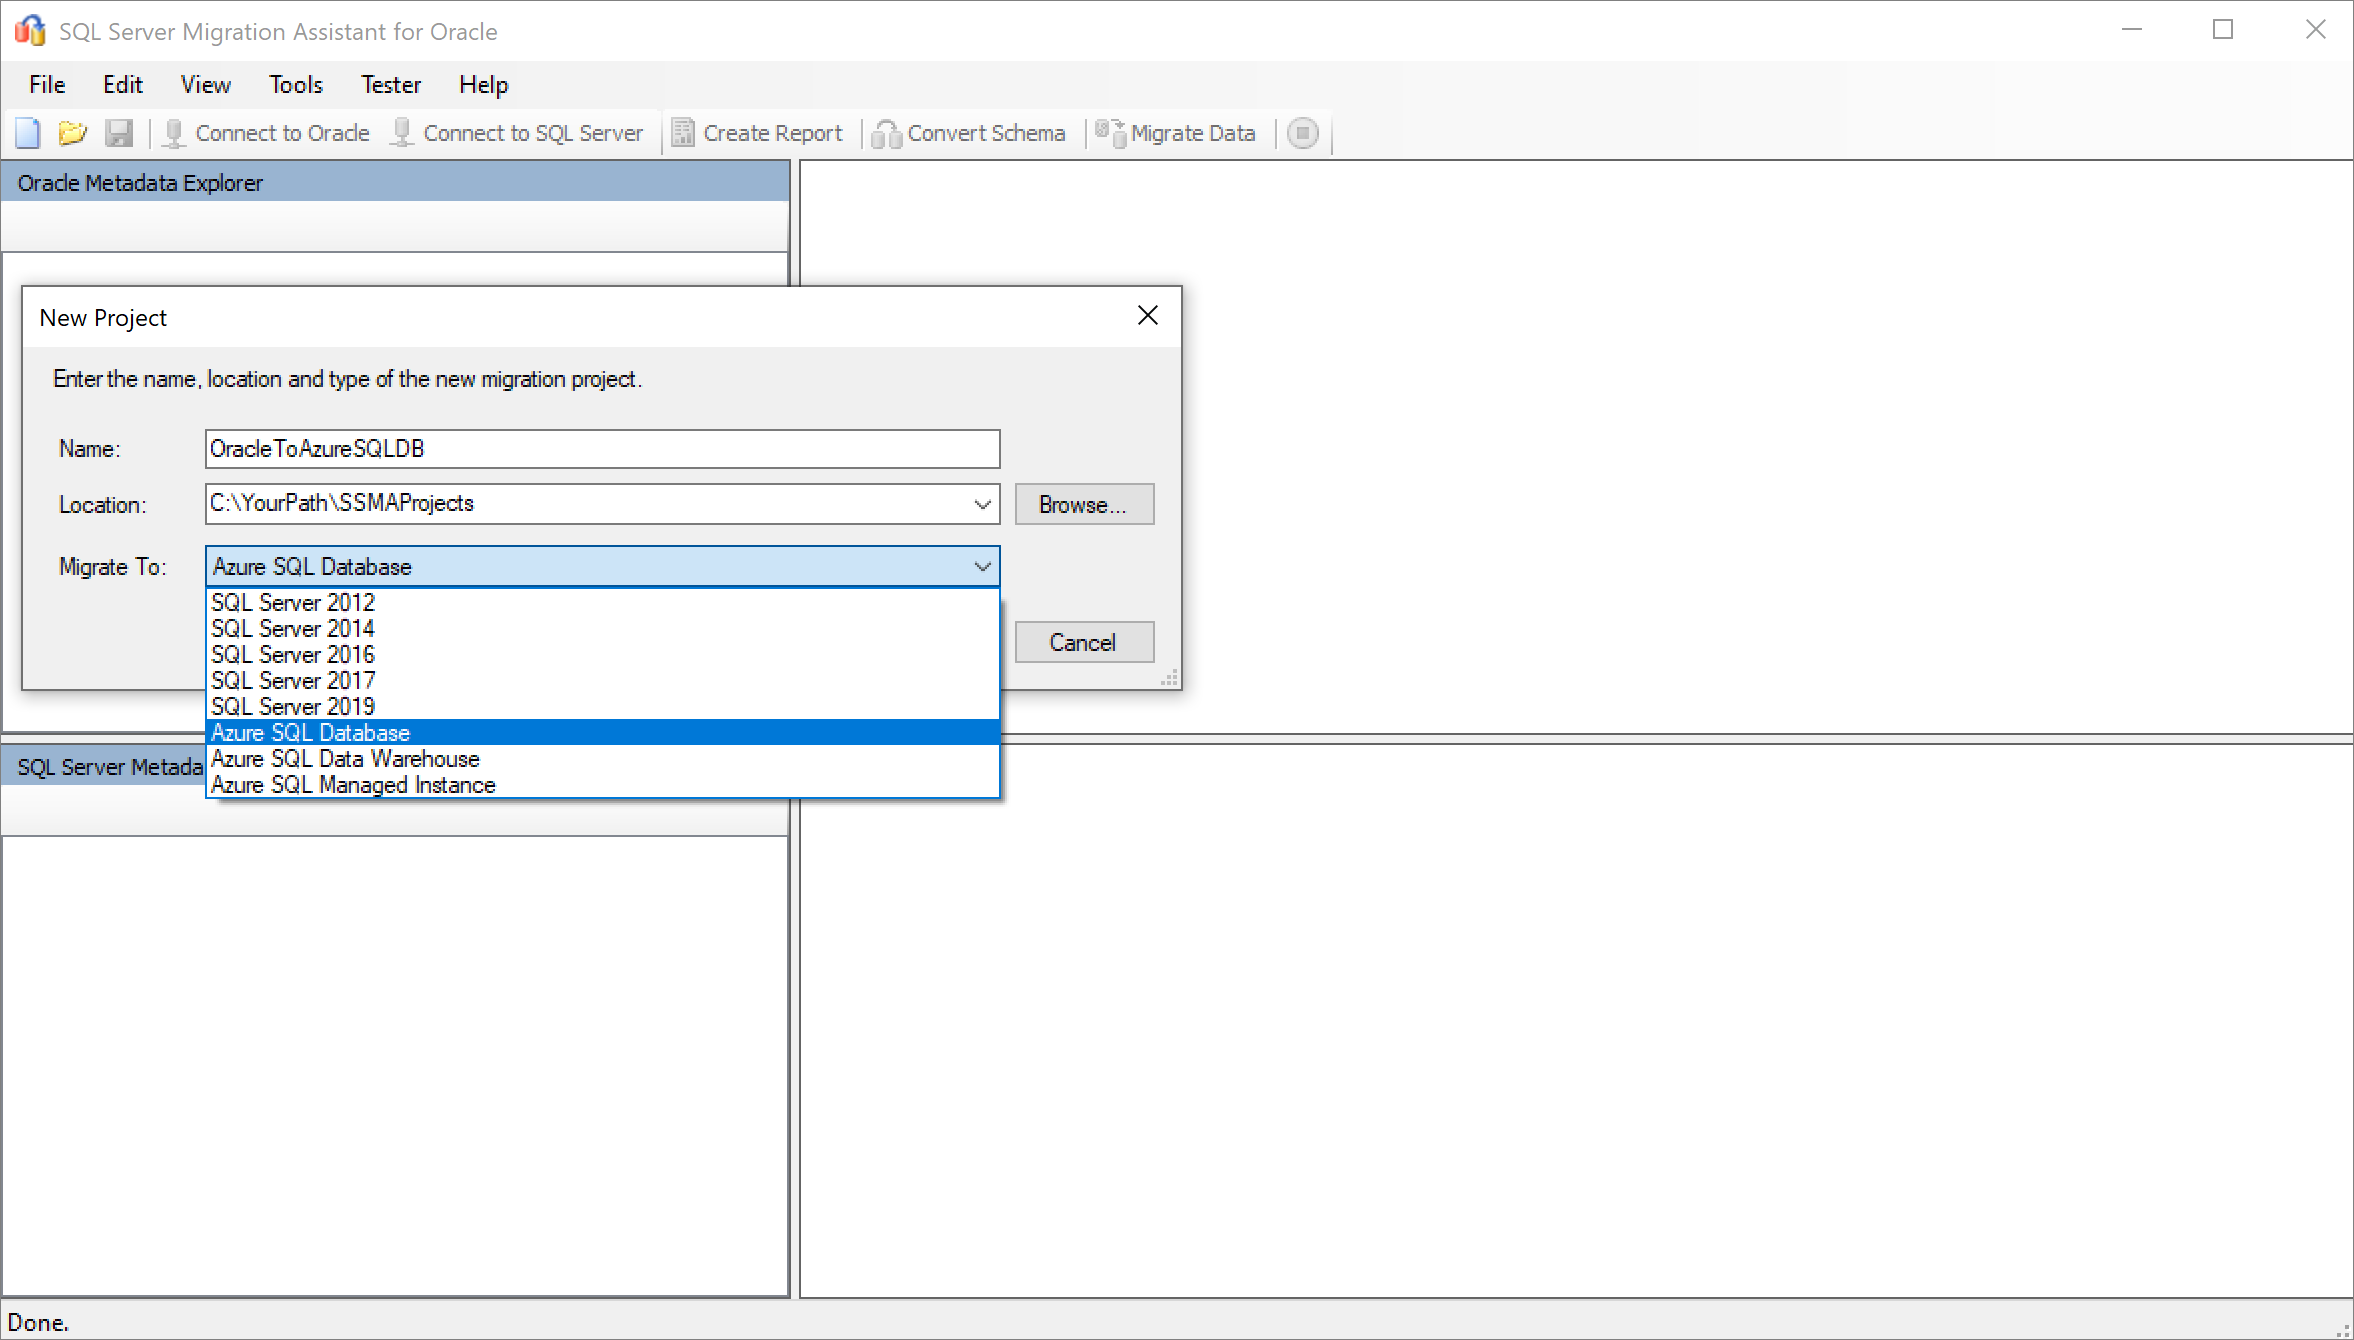 SQL Server Migration Assistant for Oracle
File Edit View Tools Tester Help
Connect to Oracle Connect to SQL Server Create Report Convert Schema Migrate Data
Oracle Metadata Explorer
New Project
Enter the name, location and type of the new migration project.
Name: OracleToAzureSQLDB
Location: C:\YourPath\SSMAProjects Browse...
Migrate To: Azure SQL Database
SQL Server 2012
SQL Server 2014
Cancel
SQL Server 2016
SQL Server 2017
SQL Server 2019
Azure SQL Database
Azure SQL Data Warehouse
Azure SQL Managed Instance
SQL Server Metada
Done.